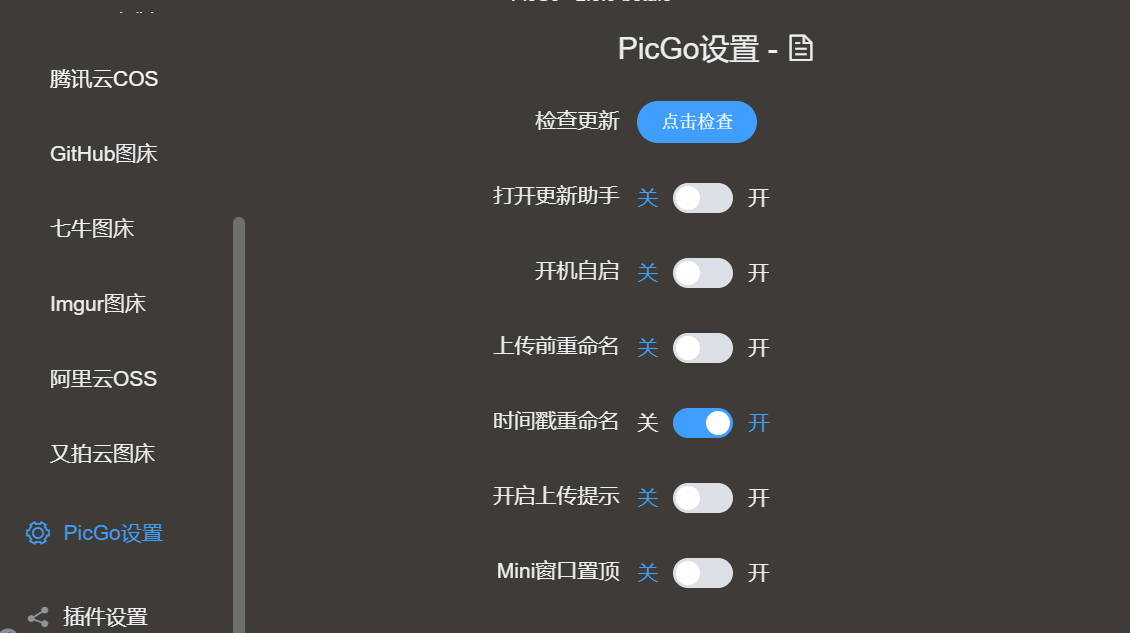 腾讯云COS
GitHub图床
七牛图床
Imgur图床
阿里云OSS
又拍云图床
PicGo设置
插件设置
PicGo设置 -
检查更新 点击检查
打开更新助手 关 开
开机自启 关 开
上传前重命名 关 开
时间戳重命名 关 开
开启上传提示 关 开
Mini窗口置顶 关 开